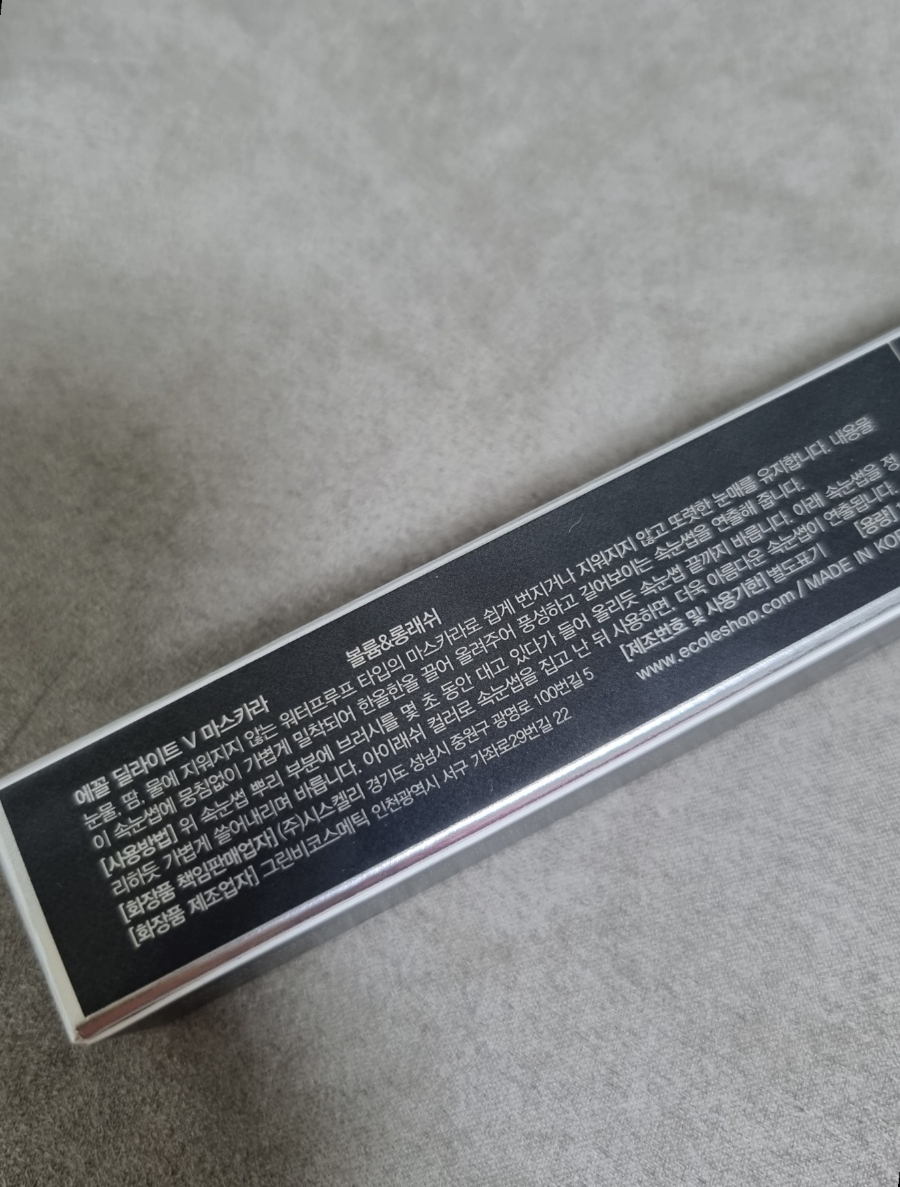 에꼴 딜라이트 V 마스카라 볼륨&롱래쉬
눈물, 땀, 물에 지워지지 않는 워터프루프 타입의 마스카라로 쉽게 번지거나 지워지지 않고 또렷한 눈매를 유지합니다. 내용물
이 속눈썹에 뭉침없이 가볍게 밀착되어 한올한올 끌어 올려주어 풍성하고 길어보이는 속눈썹을 연출해 줍니다.
[사용방법] 위 속눈썹 뿌리 부분에 브러시를 몇 초 동안 대고 있다가 들어 올리듯 속눈썹 끝까지 바릅니다. 아래 속눈썹을 정
리하듯 가볍게 쓸어내리며 바릅니다. 아이래쉬 컬러로 속눈썹을 집고 난 뒤 사용하면, 더욱 아름다운 속눈썹이 연출됩니다.
[화장품 책임판매업자] (주)시스켈리 경기도 성남시 중원구 광명로 100번길 5 [제조번호 및 사용기한] 별도표기 [용량]
[화장품 제조업자] 그린비코스메틱 인천광역시 서구 가좌로29번길 22 www.ecoleshop.com / MADE IN KOR